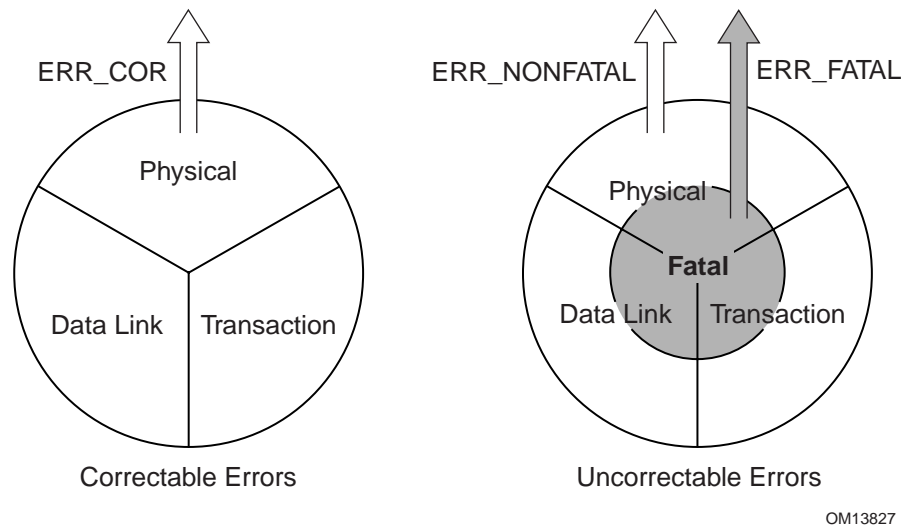 ERR_COR
Physical
Data Link
Transaction
Correctable Errors
ERR_NONFATAL
ERR_FATAL
Physical
Fatal
Data Link
Transaction
Uncorrectable Errors
OM13827